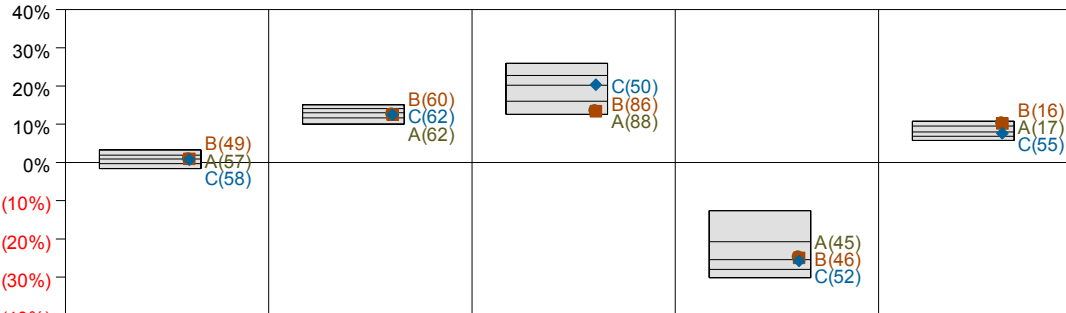 40%
30%
20%
10%
0%
(10%)
(20%)
(30%)
B(49)
A(57)
C(58)
B(60)
C(62)
A(62)
C(50)
B(86)
A(88)
A(45)
B(46)
C(52)
B(16)
A(17)
C(55)